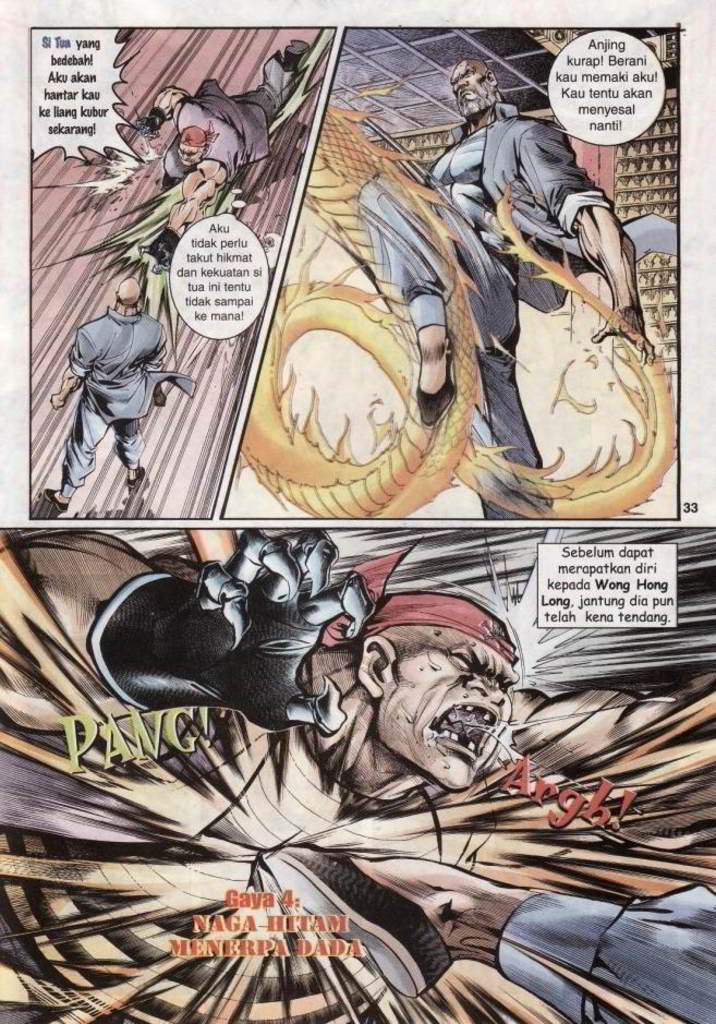 Si Tua yang
bedebah!
Aku akan
hantar kau
ke liang kubur
sekarang!
Aku
tidak perlu
takut hikmat
dan kekuatan si
tua ini tentu
tidak sampai
ke mana!
Anjing
kurap! Berani
kau memaki aku!
Kau tentu akan
menyesal
nanti!
33
Sebelum dapat
merapatkan diri
kepada Wong Hong
Long, jantung dia pun
telah kena tendang.
PANG!
Argh!
Gaya 4:
NAGA HITAM
MENERPA DADA